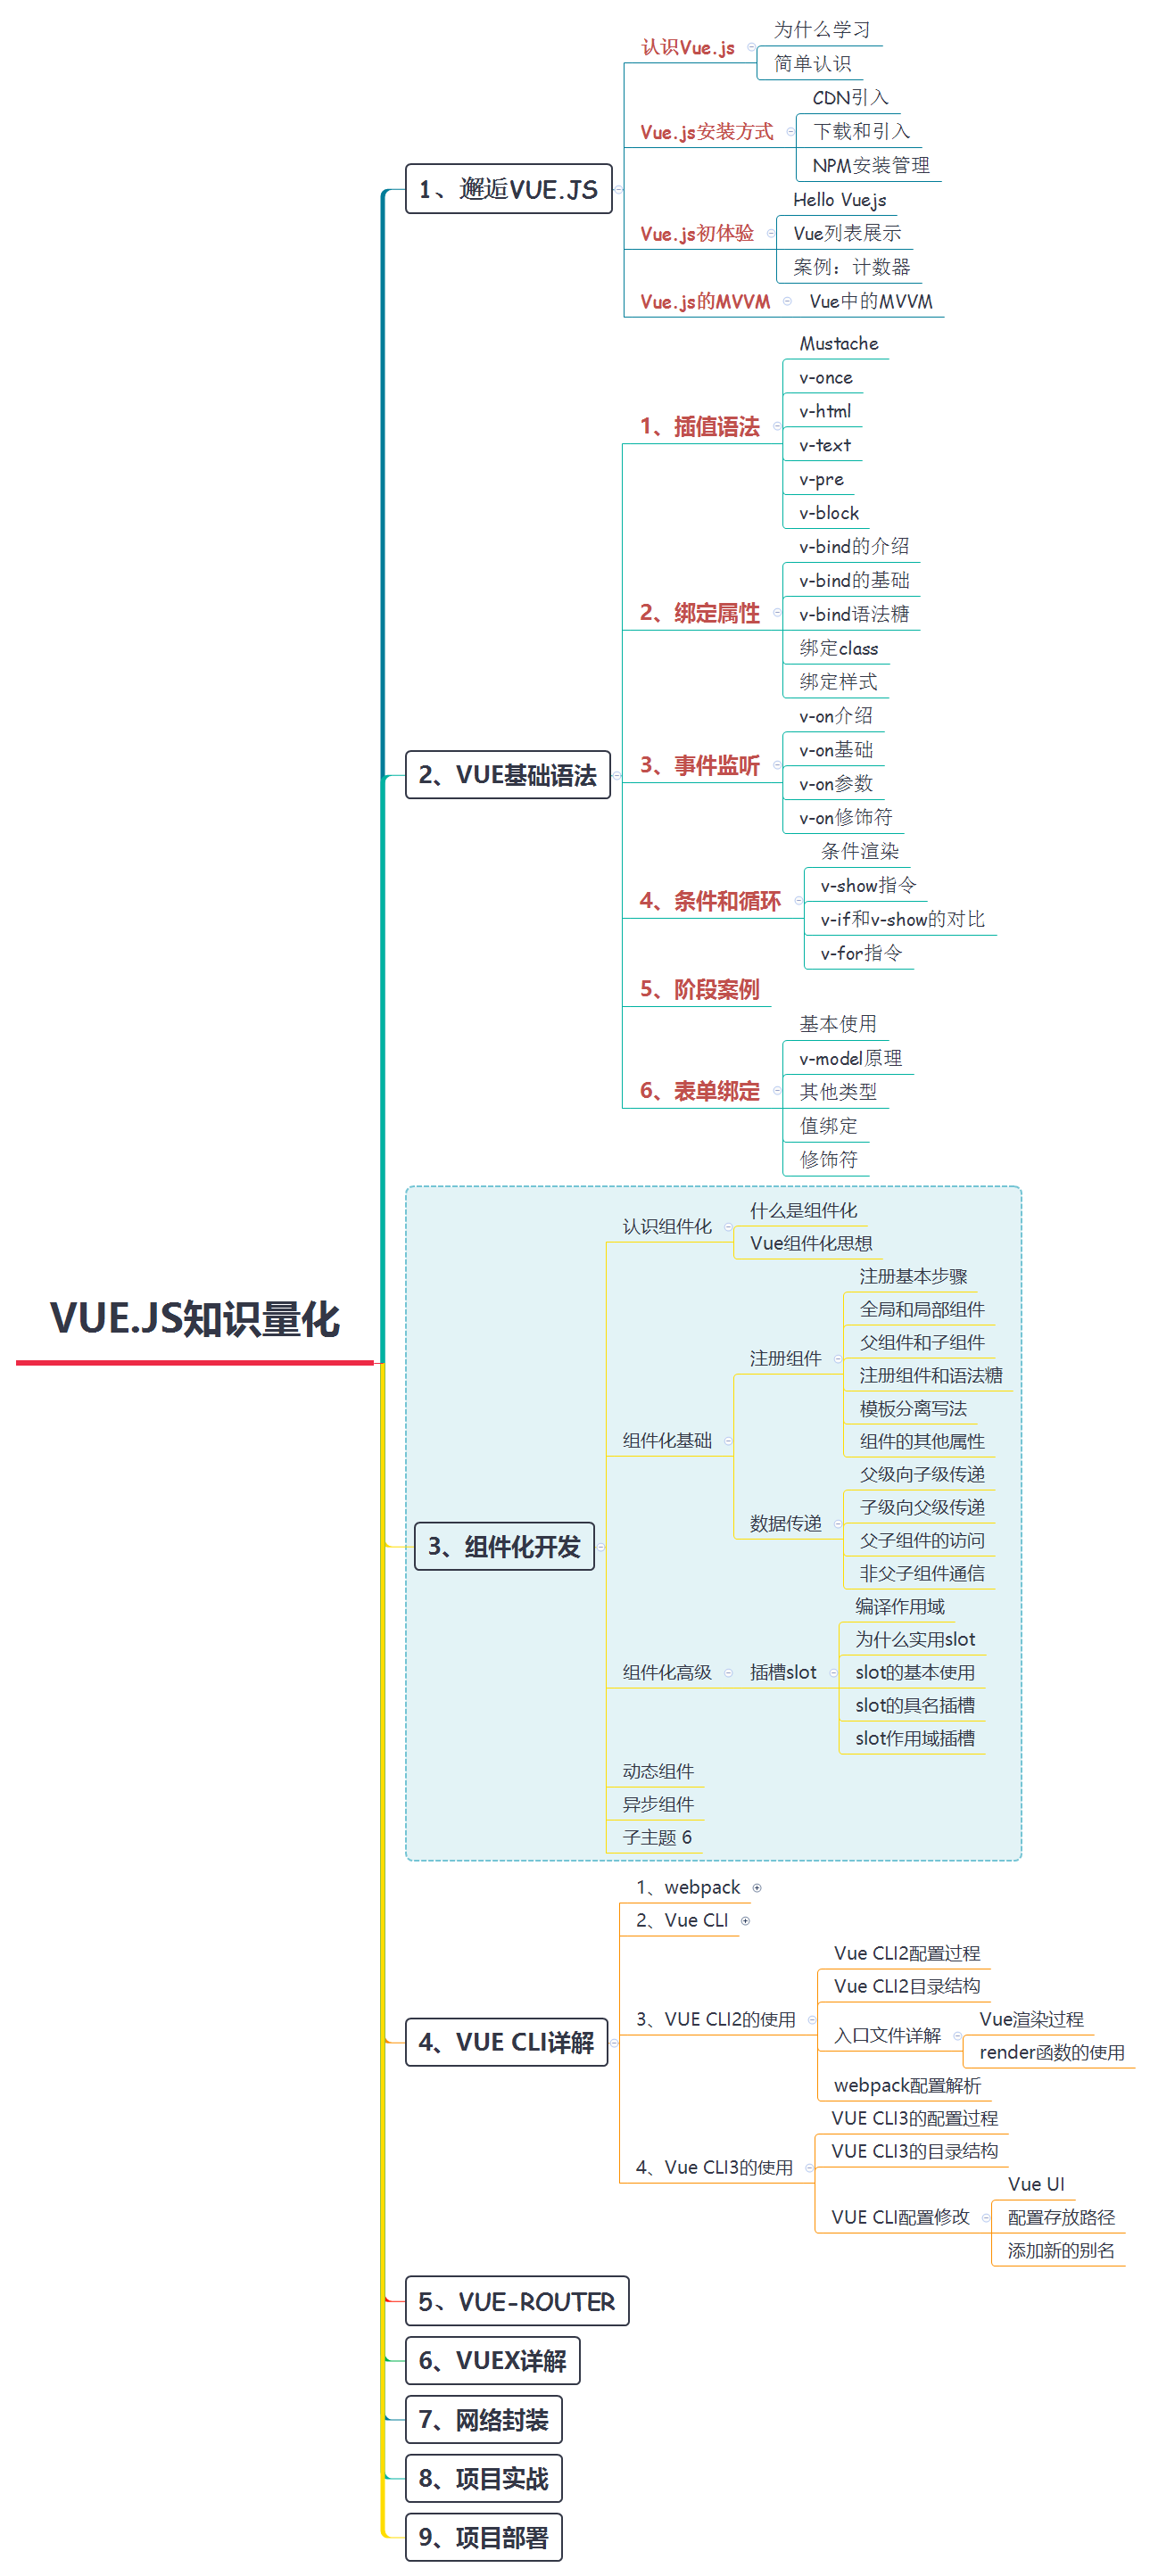 VUE.JS知识量化
1、邂逅VUE.JS
认识Vue.js
为什么学习
简单认识
Vue.js安装方式
CDN引入
下载和引入
NPM安装管理
Vue.js初体验
Hello Vuejs
Vue列表展示
案例：计数器
Vue.js的MVVM
Vue中的MVVM
2、VUE基础语法
1、插值语法
Mustache
v-once
v-html
v-text
v-pre
v-block
2、绑定属性
v-bind的介绍
v-bind的基础
v-bind语法糖
绑定class
绑定样式
3、事件监听
v-on介绍
v-on基础
v-on参数
v-on修饰符
4、条件和循环
条件渲染
v-show指令
v-if和v-show的对比
v-for指令
5、阶段案例
6、表单绑定
基本使用
v-model原理
其他类型
值绑定
修饰符
3、组件化开发
认识组件化
什么是组件化
Vue组件化思想
组件化基础
注册组件
注册基本步骤
全局和局部组件
父组件和子组件
注册组件和语法糖
模板分离写法
组件的其他属性
数据传递
父级向子级传递
子级向父级传递
父子组件的访问
非父子组件通信
组件化高级
插槽slot
编译作用域
为什么实用slot
slot的基本使用
slot的具名插槽
slot作用域插槽
动态组件
异步组件
子主题 6
4、VUE CLI详解
1、webpack
2、Vue CLI
3、VUE CLI2的使用
Vue CLI2配置过程
Vue CLI2目录结构
入口文件详解
Vue渲染过程
render函数的使用
webpack配置解析
4、Vue CLI3的使用
VUE CLI3的配置过程
VUE CLI3的目录结构
VUE CLI配置修改
Vue UI
配置存放路径
添加新的别名
5、VUE-ROUTER
6、VUEX详解
7、网络封装
8、项目实战
9、项目部署